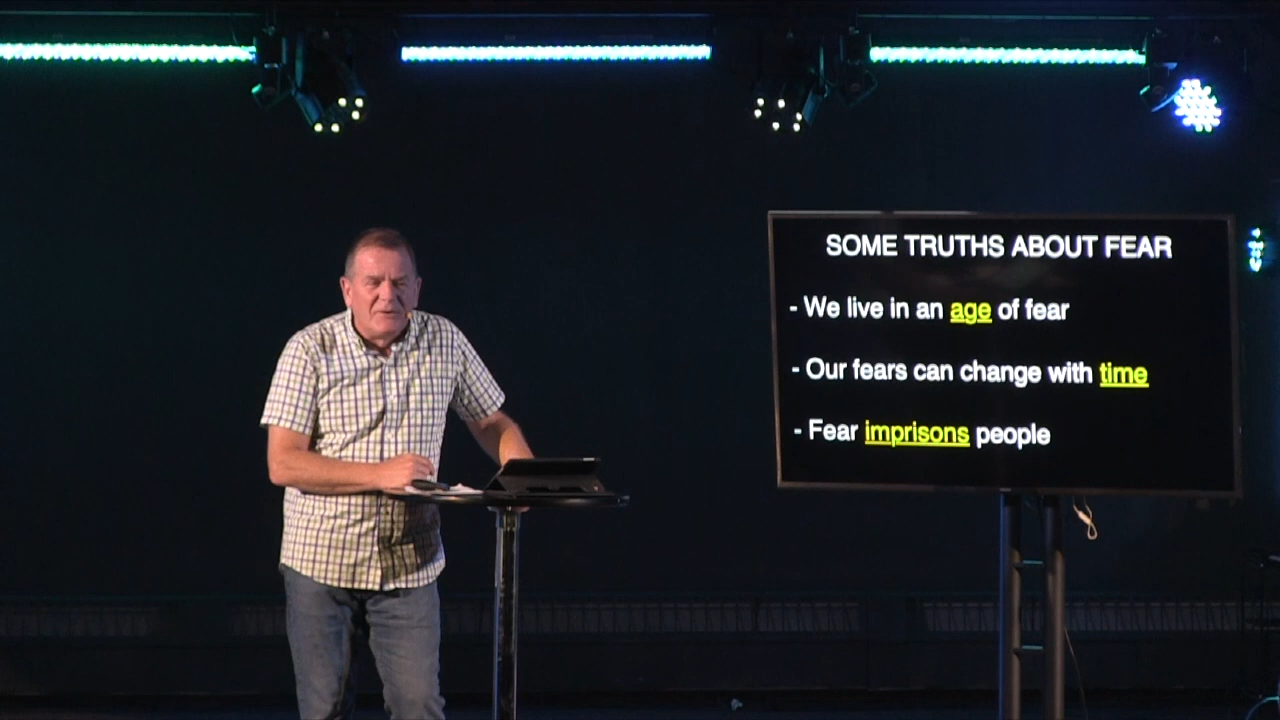 SOME TRUTHS ABOUT FEAR
- We live in an age of fear
- Our fears can change with time
- Fear imprisons people